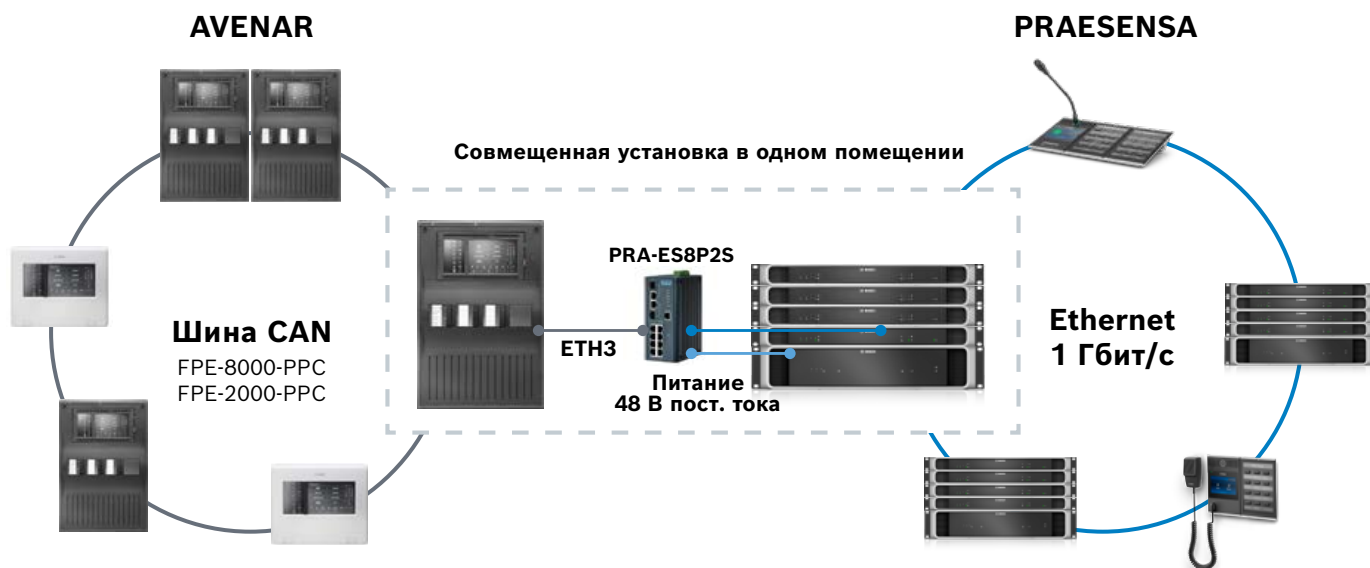 AVENAR
PRAESENSA
Совмещенная установка в одном помещении
PRA-ES8P2S
Шина CAN
FPE-8000-PPC
FPE-2000-PPC
ETH3
Питание
48 В пост. тока
Ethernet
1 Гбит/с